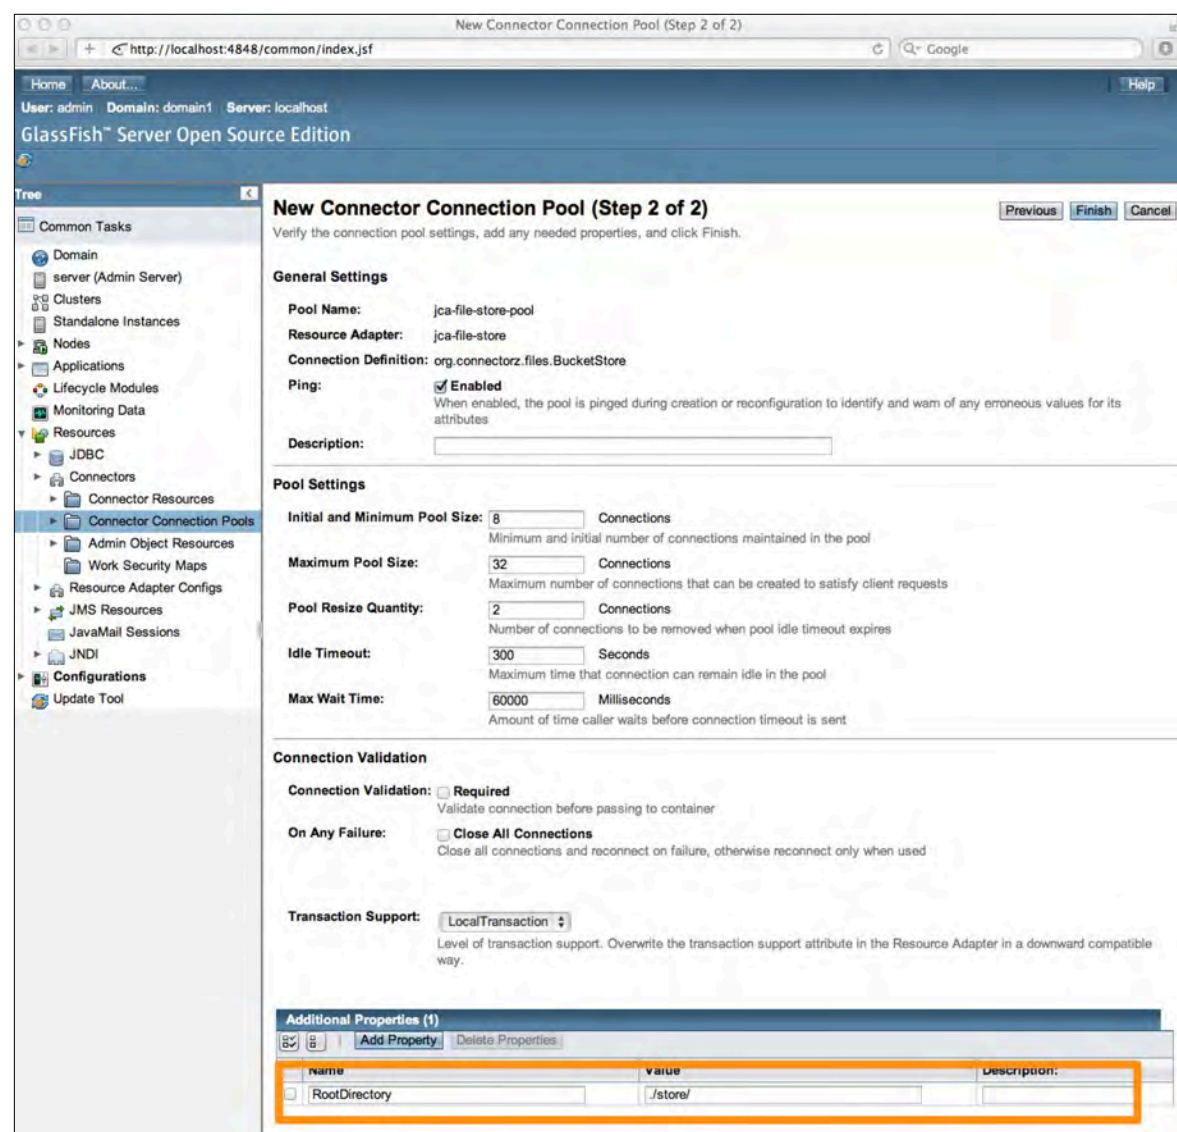 New Connector Connection Pool (Step 2 of 2)
http://localhost:4848/common/index.jsf
Google
Home About...
Help
User: admin Domain: domain1 Server: localhost
GlassFish™ Server Open Source Edition
Tree
Common Tasks
Domain
server (Admin Server)
Clusters
Standalone Instances
Nodes
Applications
Lifecycle Modules
Monitoring Data
Resources
JDBC
Connectors
Connector Resources
Connector Connection Pools
Admin Object Resources
Work Security Maps
Resource Adapter Configs
JMS Resources
JavaMail Sessions
JNDI
Configurations
Update Tool
New Connector Connection Pool (Step 2 of 2)
Previous Finish Cancel
Verify the connection pool settings, add any needed properties, and click Finish.
General Settings
Pool Name: jca-file-store-pool
Resource Adapter: jca-file-store
Connection Definition: org.connectorz.files.BucketStore
Ping: Enabled
When enabled, the pool is pinged during creation or reconfiguration to identify and warn of any erroneous values for its
attributes
Description:
Pool Settings
Initial and Minimum Pool Size: 8 Connections
Minimum and initial number of connections maintained in the pool
Maximum Pool Size: 32 Connections
Maximum number of connections that can be created to satisfy client requests
Pool Resize Quantity: 2 Connections
Number of connections to be removed when pool idle timeout expires
Idle Timeout: 300 Seconds
Maximum time that connection can remain idle in the pool
Max Wait Time: 60000 Milliseconds
Amount of time caller waits before connection timeout is sent
Connection Validation
Connection Validation: Required
Validate connection before passing to container
On Any Failure: Close All Connections
Close all connections and reconnect on failure, otherwise reconnect only when used
Transaction Support: LocalTransaction
Level of transaction support. Overwrite the transaction support attribute in the Resource Adapter in a downward compatible
way.
Additional Properties (1)
Add Property Delete Properties
Name Value Description:
RootDirectory ./store/